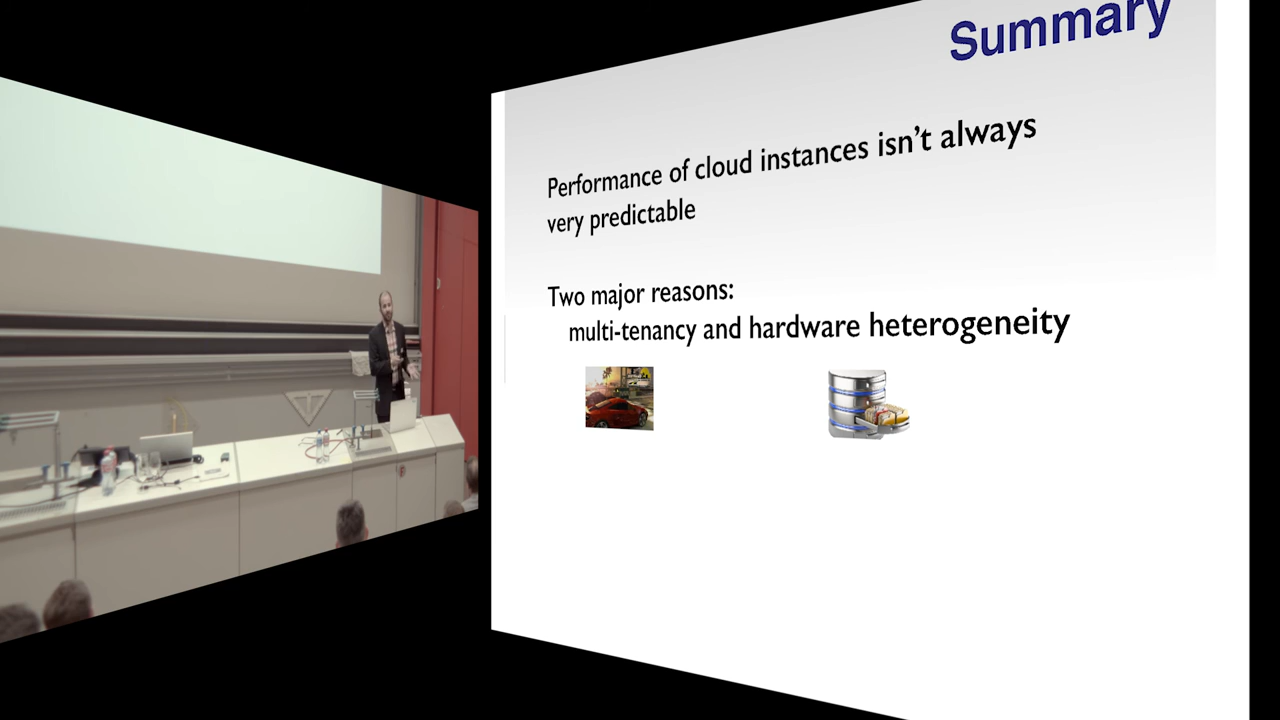 Summary
Performance of cloud instances isn't always
very predictable
Two major reasons:
multi-tenancy and hardware heterogeneity